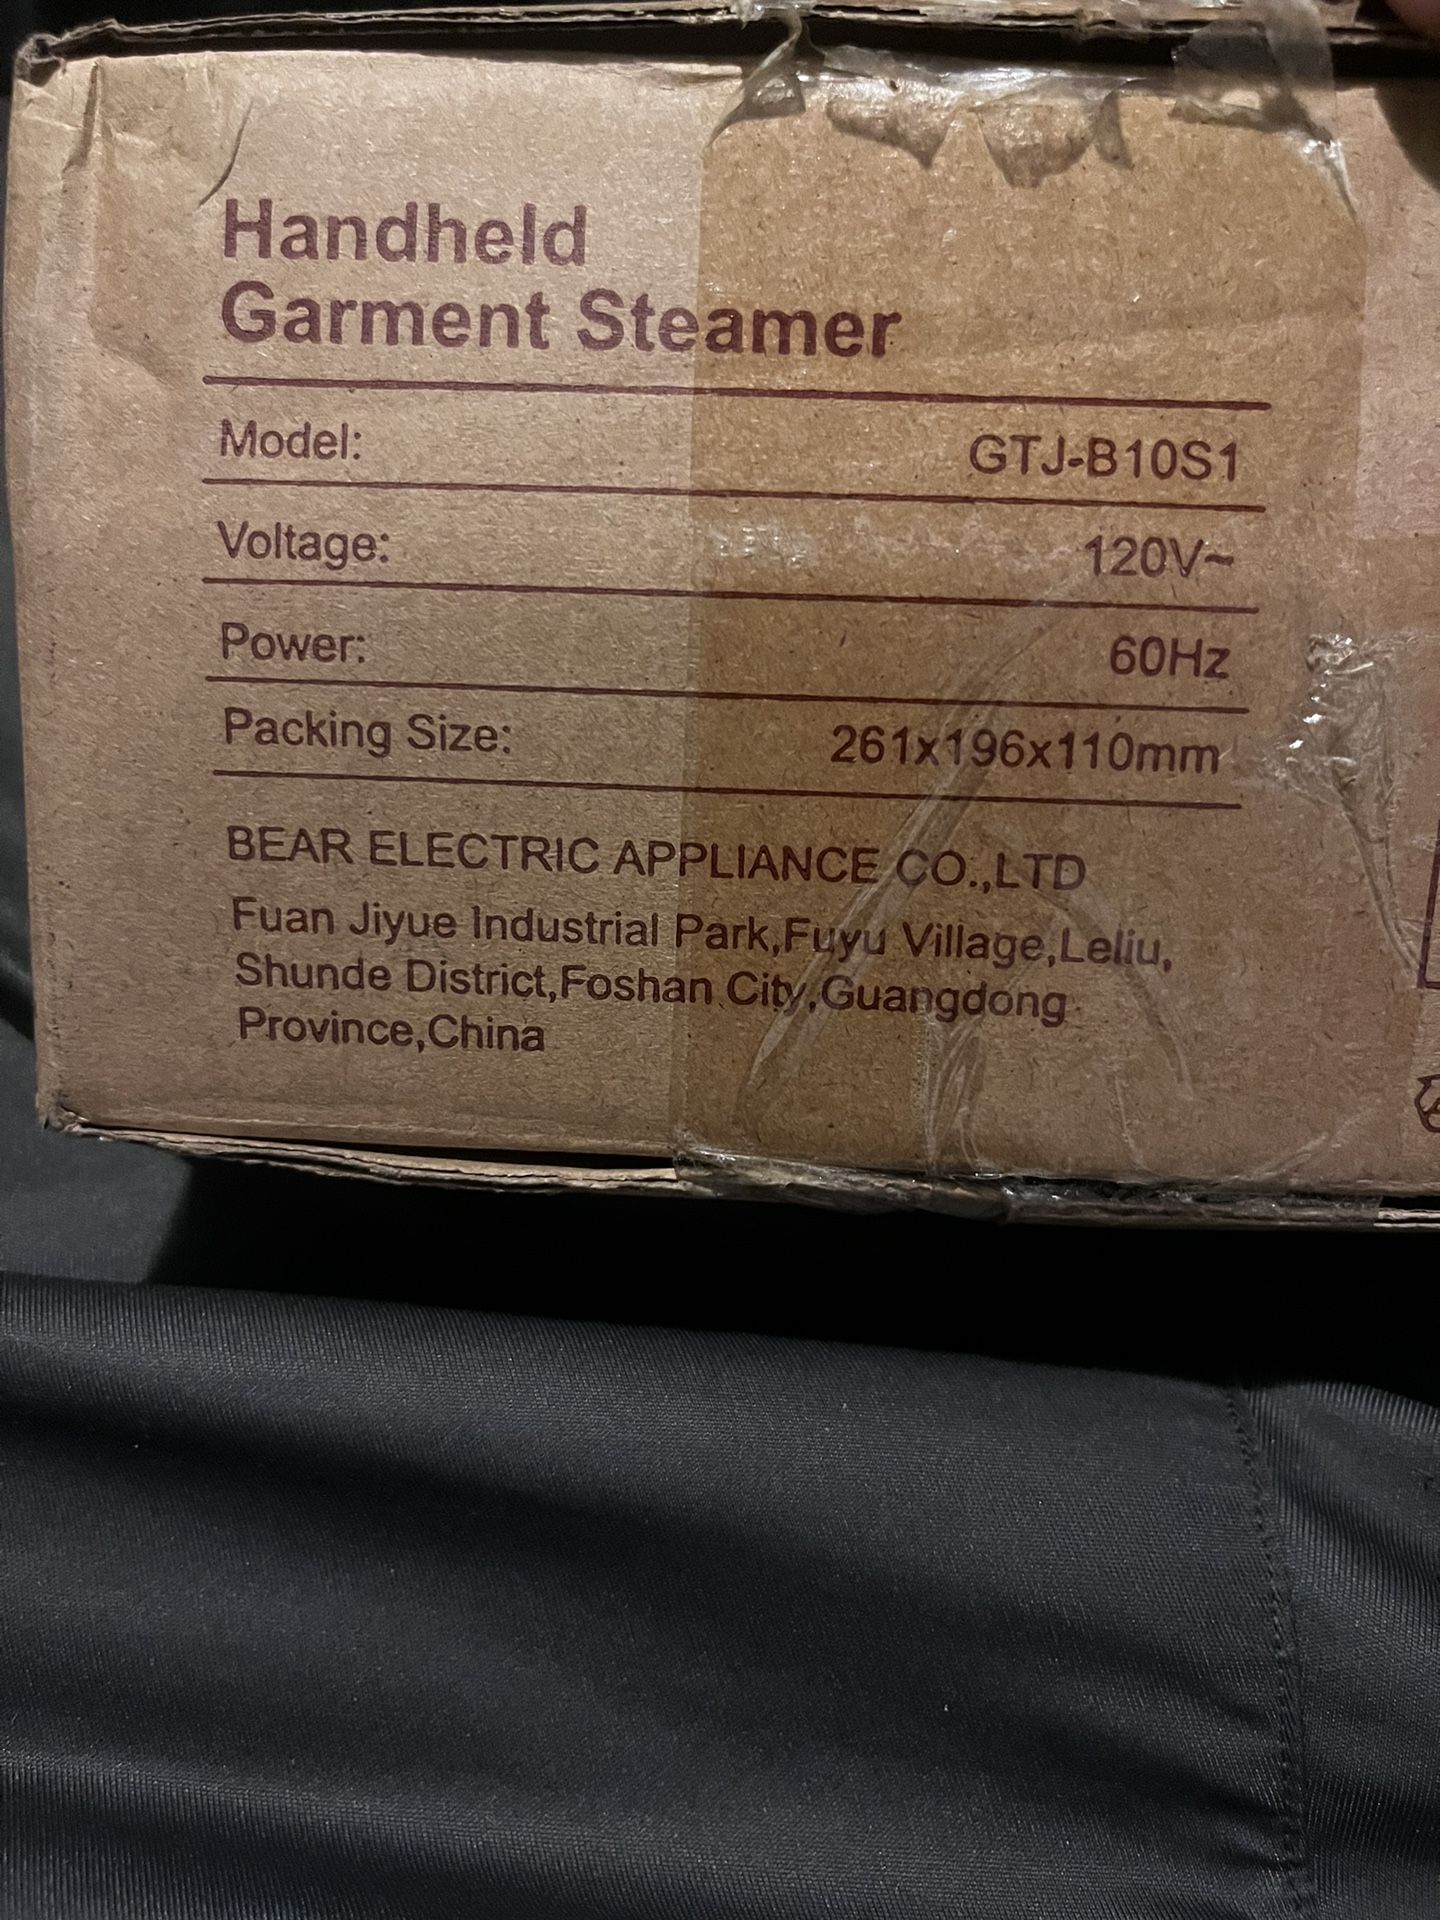 Handheld
Garment Steamer
Model: GTJ-B10S1
Voltage: 120V~
Power: 60Hz
Packing Size: 261x196x110mm
BEAR ELECTRIC APPLIANCE CO.,LTD
Fuan Jiyue Industrial Park,Fuyu Village,Leliu,
Shunde District,Foshan City,Guangdong
Province,China